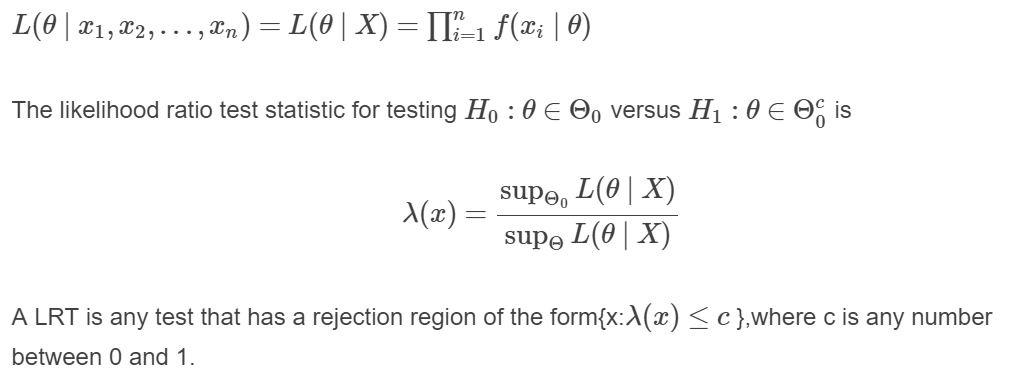 L(θ | x₁, x₂, . . . , xₙ) = L(θ | X) = ∏ⁿᵢ₌₁ f(xᵢ | θ)
The likelihood ratio test statistic for testing H₀ : θ ∈ Θ₀ versus H₁ : θ ∈ Θ₀ᶜ is
λ(x) = sup_Θ₀ L(θ | X) / sup_Θ L(θ | X)
A LRT is any test that has a rejection region of the form{x:λ(x) ≤ c },where c is any number
between 0 and 1.